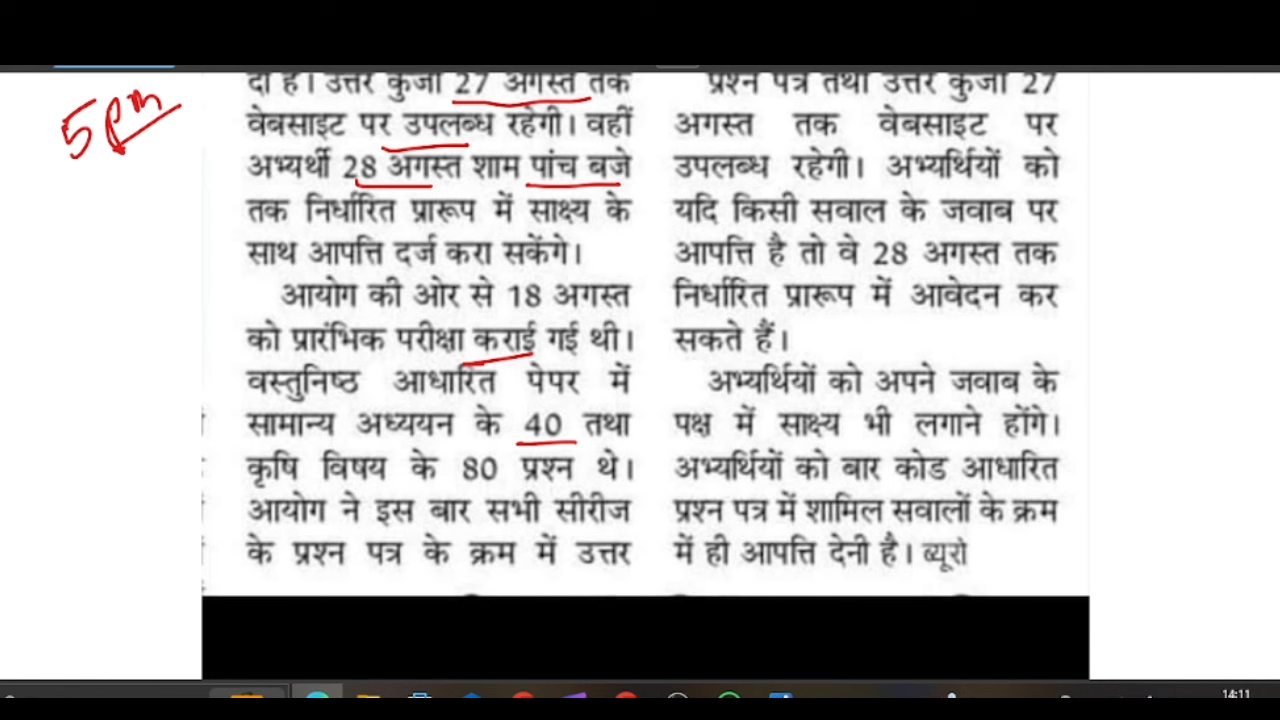 5 pm
दी है। उत्तर कुंजी 27 अगस्त तक
वेबसाइट पर उपलब्ध रहेगी। वहीं
अभ्यर्थी 28 अगस्त शाम पांच बजे
तक निर्धारित प्रारूप में साक्ष्य के
साथ आपत्ति दर्ज करा सकेंगे।
आयोग की ओर से 18 अगस्त
को प्रारंभिक परीक्षा कराई गई थी।
वस्तुनिष्ठ आधारित पेपर में
सामान्य अध्ययन के 40 तथा
कृषि विषय के 80 प्रश्न थे।
आयोग ने इस बार सभी सीरीज
के प्रश्न पत्र के क्रम में उत्तर
प्रश्न पत्र तथा उत्तर कुंजी 27
अगस्त तक वेबसाइट पर
उपलब्ध रहेगी। अभ्यर्थियों को
यदि किसी सवाल के जवाब पर
आपत्ति है तो वे 28 अगस्त तक
निर्धारित प्रारूप में आवेदन कर
सकते हैं।
अभ्यर्थियों को अपने जवाब के
पक्ष में साक्ष्य भी लगाने होंगे।
अभ्यर्थियों को बार कोड आधारित
प्रश्न पत्र में शामिल सवालों के क्रम
में ही आपत्ति देनी है। ब्यूरो
14:11